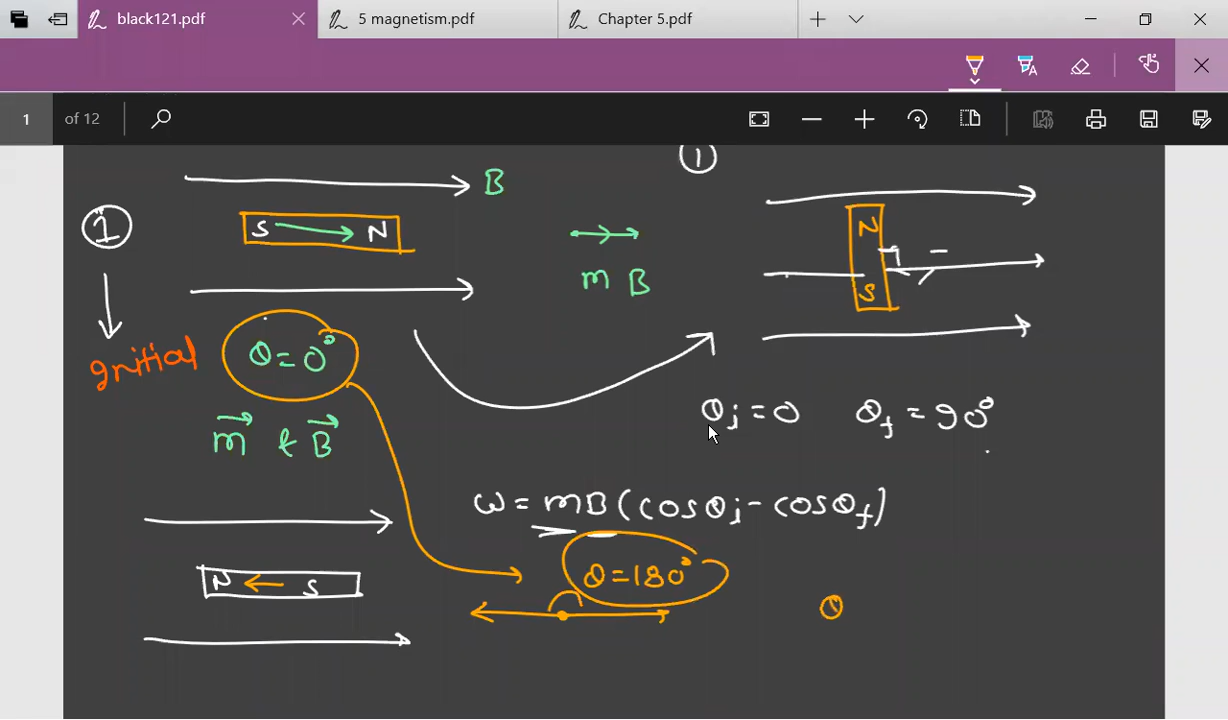 black121.pdf
5 magnetism.pdf
Chapter 5.pdf
1 of 12
B
1
S N
m B
1
N
S
Initial
θ = 0°
m & B
θi = 0 θf = 90°
W = mB (cosθi - cosθf)
θ = 180°
N S
θ